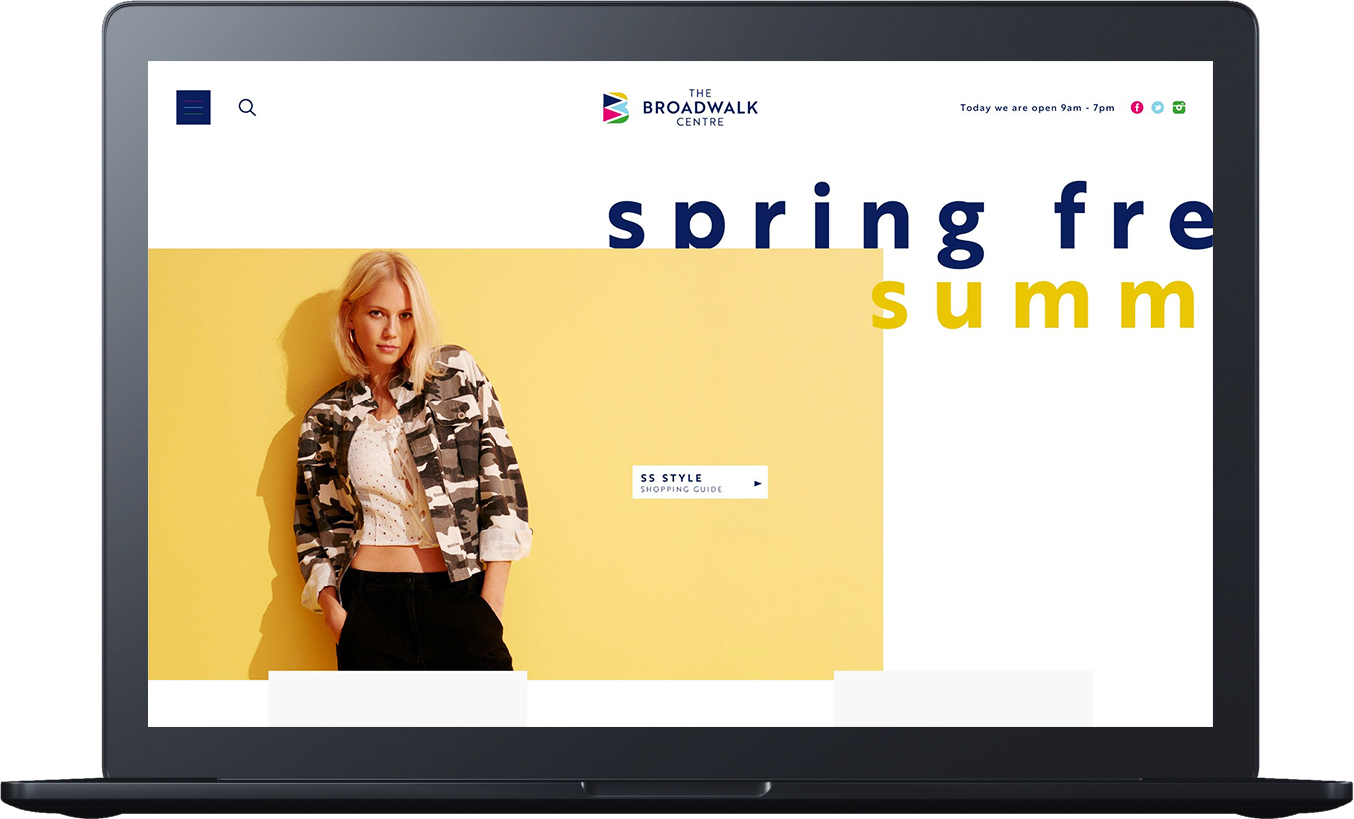 THE
BROADWALK
CENTRE
Today we are open 9am - 7pm
spring fre
summ
SS STYLE
SHOPPING GUIDE